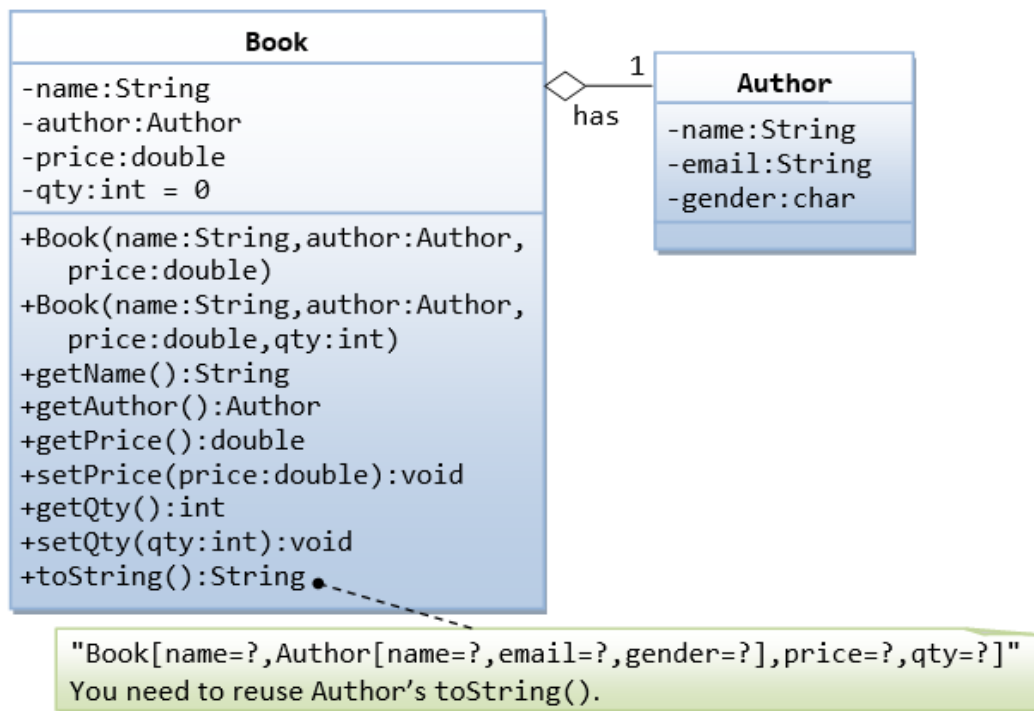 Book
-name:String
-author:Author
-price:double
-qty:int = 0
+Book(name:String,author:Author,
price:double)
+Book(name:String,author:Author,
price:double,qty:int)
+getName():String
+getAuthor():Author
+getPrice():double
+setPrice(price:double):void
+getQty():int
+setQty(qty:int):void
+toString():String
1
has
Author
-name:String
-email:String
-gender:char
"Book[name=?,Author[name=?,email=?,gender=?],price=?,qty=?]"
You need to reuse Author’s toString().